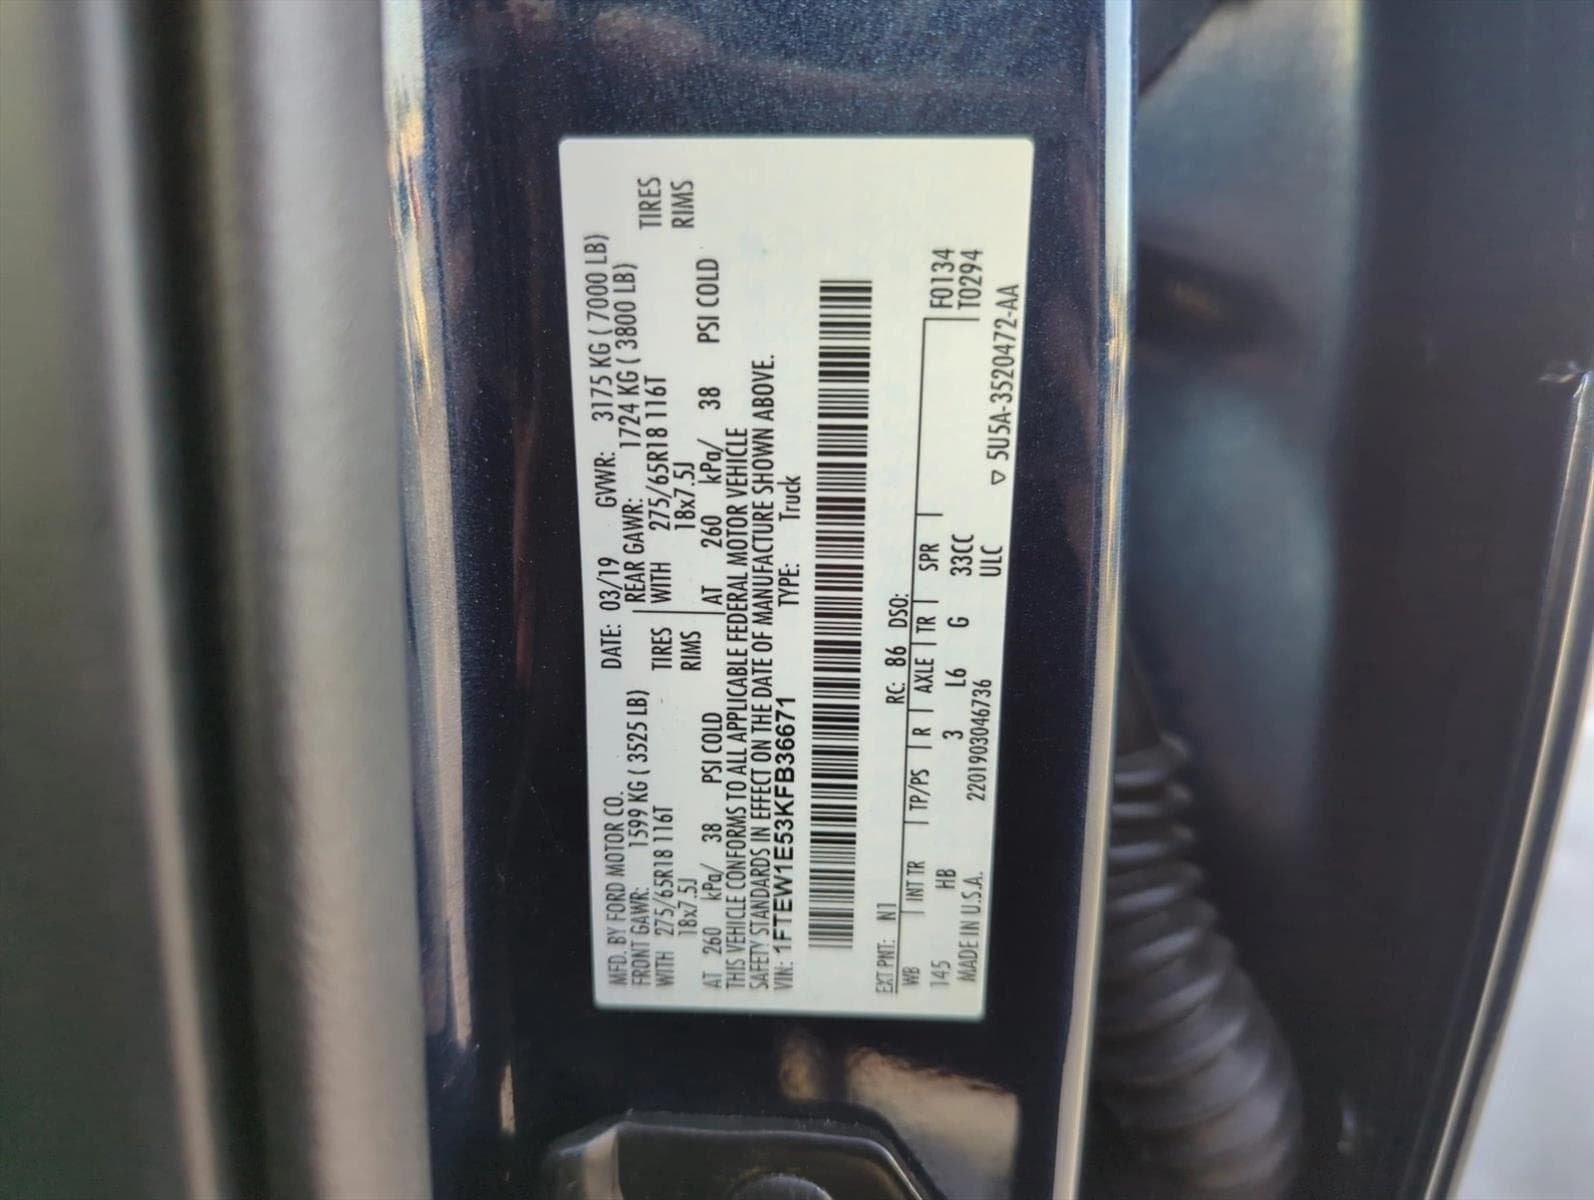 MFD. BY FORD MOTOR CO. DATE: 03/19 GVWR: 3175 KG ( 7000 LB)
FRONT GAWR: 1599 KG ( 3525 LB) REAR GAWR: 1724 KG ( 3800 LB)
WITH 275/65R18 116T TIRES WITH 275/65R18 116T TIRES
18x7.5J RIMS 18x7.5J RIMS
AT 260 kPa/ 38 PSI COLD AT 260 kPa/ 38 PSI COLD
THIS VEHICLE CONFORMS TO ALL APPLICABLE FEDERAL MOTOR VEHICLE
SAFETY STANDARDS IN EFFECT ON THE DATE OF MANUFACTURE SHOWN ABOVE.
VIN: 1FTEW1E53KFB36671 TYPE: Truck
EXT PNT: N1 RC: 86 DSO:
WB INT TR TP/PS R AXLE TR SPR F0134
145 HB 3 L6 G 33CC T0294
MADE IN U.S.A. 2201903046736 ULC ▽ 5U5A-3520472-AA